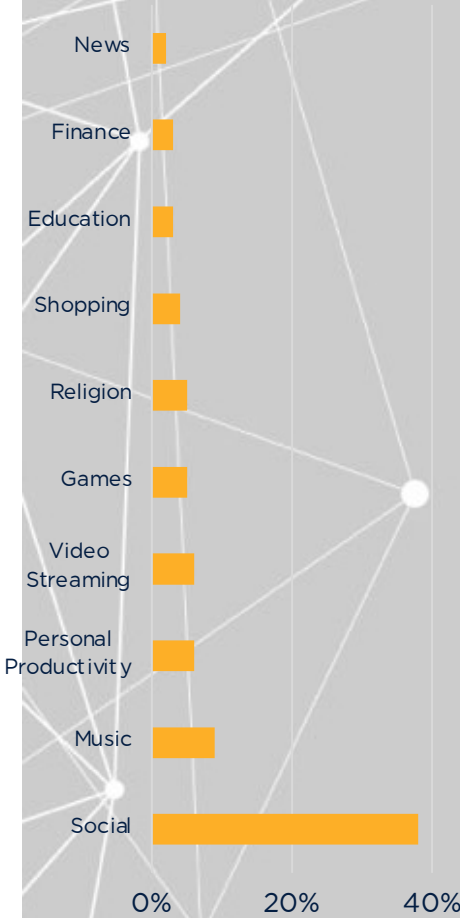 News
Finance
Education
Shopping
Religion
Games
Video
Streaming
Personal
Productivity
Music
Social
0% 20% 40%